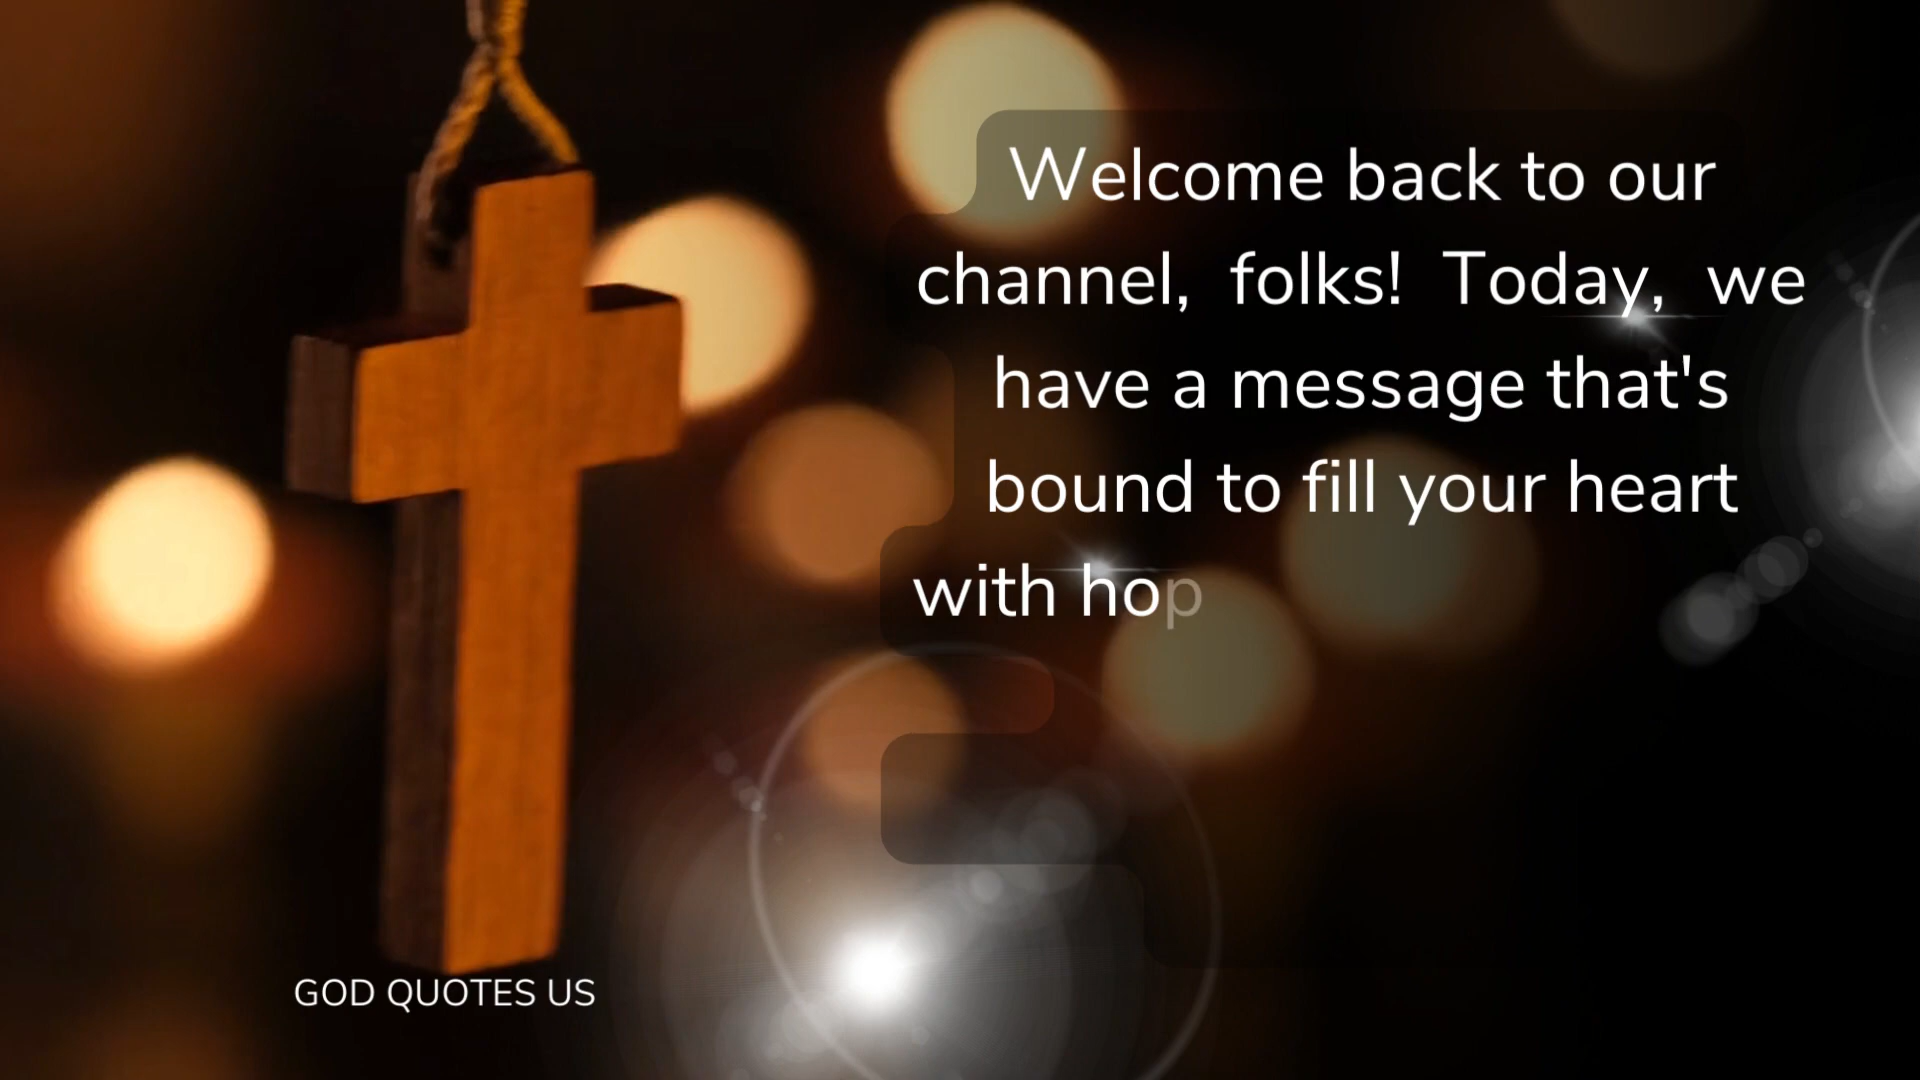 Welcome back to our
channel, folks! Today, we
have a message that's
bound to fill your heart
with hop
GOD QUOTES US